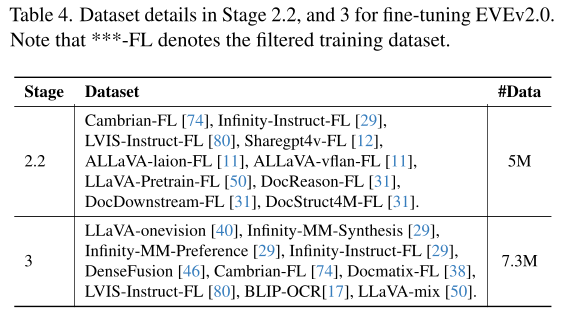 Table 4. Dataset details in Stage 2.2, and 3 for fine-tuning EVEv2.0.
Note that ***-FL denotes the filtered training dataset.
Stage Dataset #Data
Cambrian-FL [74], Infinity-Instruct-FL [29],
LVIS-Instruct-FL [80], Sharegpt4v-FL [12],
2.2 ALLaVA-laion-FL [11], ALLaVA-vflan-FL [11], 5M
LLaVA-Pretrain-FL [50], DocReason-FL [31],
DocDownstream-FL [31], DocStruct4M-FL [31].
LLaVA-onevision [40], Infinity-MM-Synthesis [29],
Infinity-MM-Preference [29], Infinity-Instruct-FL [29],
3 DenseFusion [46], Cambrian-FL [74], Docmatix-FL [38], 7.3M
LVIS-Instruct-FL [80], BLIP-OCR[17], LLaVA-mix [50].